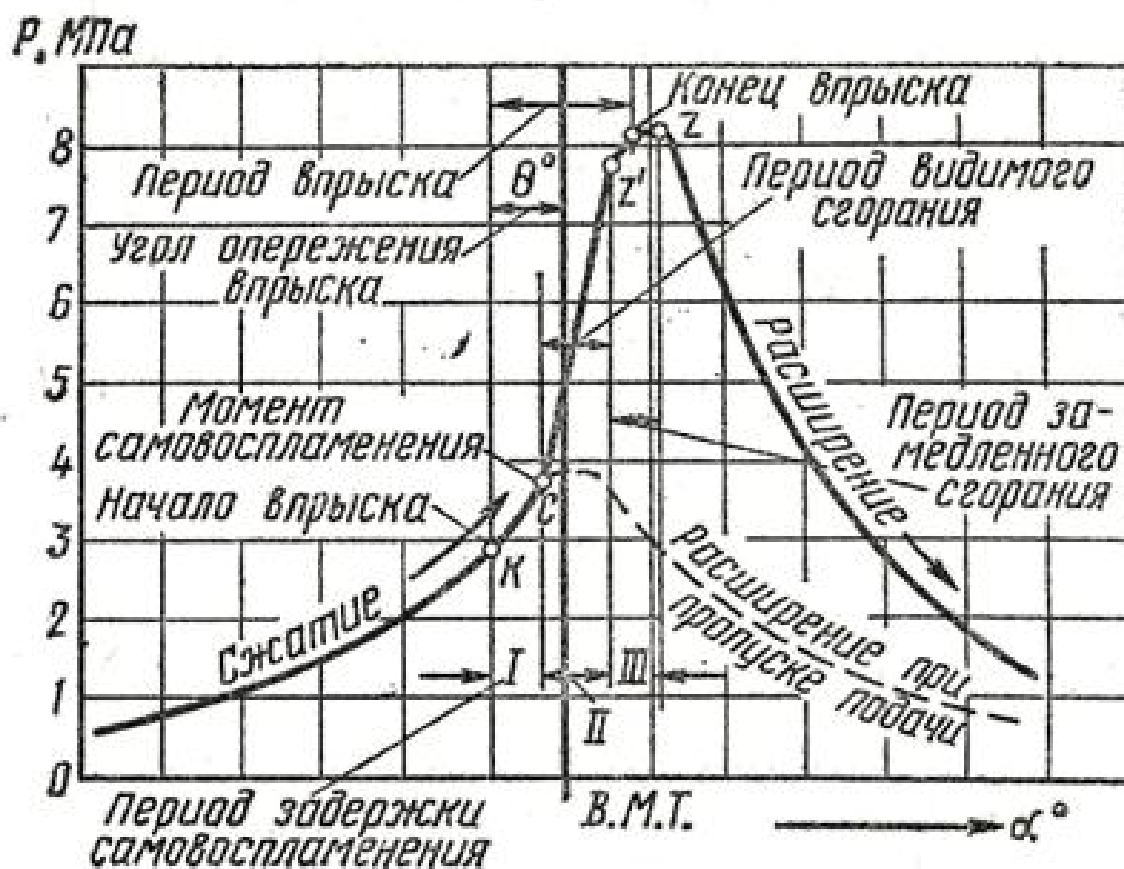 P, МПа
Конец впрыска
Z
8
Период впрыска
θ°
Z'
Период видимого
сгорания
7
Угол опережения
впрыска
6
5
Расширение
Момент
самовоспламенения
Период за-
медленного
сгорания
4
С
Начало впрыска
3
К
Расширение при
пропуске подачи
2
Сжатие
1
I
II
III
0
Период задержки
самовоспламенения
В.М.Т.
α°